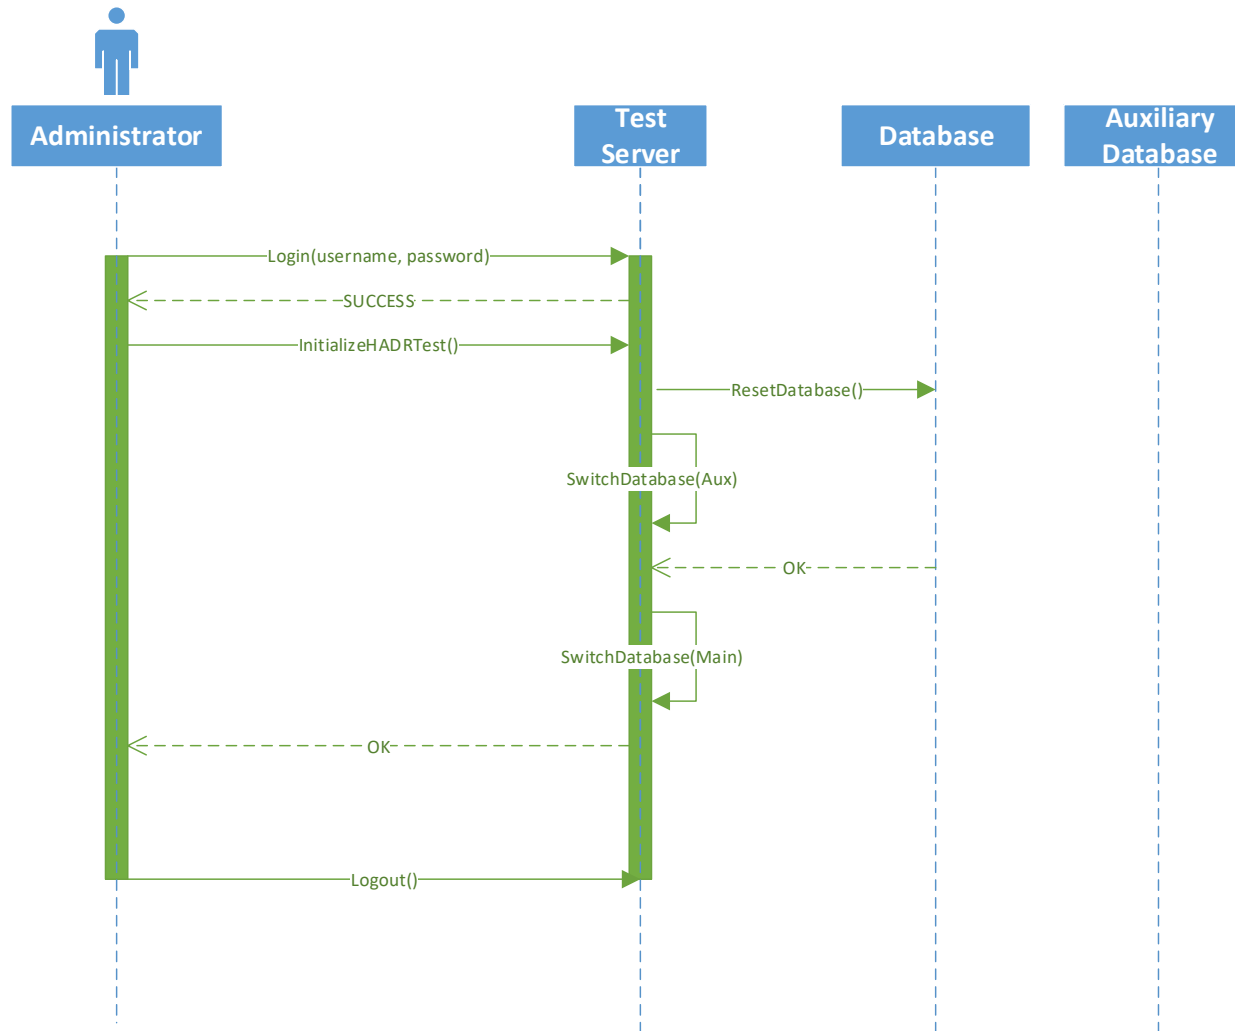 Administrator
Test
Server
Database
Auxiliary
Database
Login(username, password)
SUCCESS
InitializeHADRTest()
ResetDatabase()
SwitchDatabase(Aux)
OK
SwitchDatabase(Main)
OK
Logout()